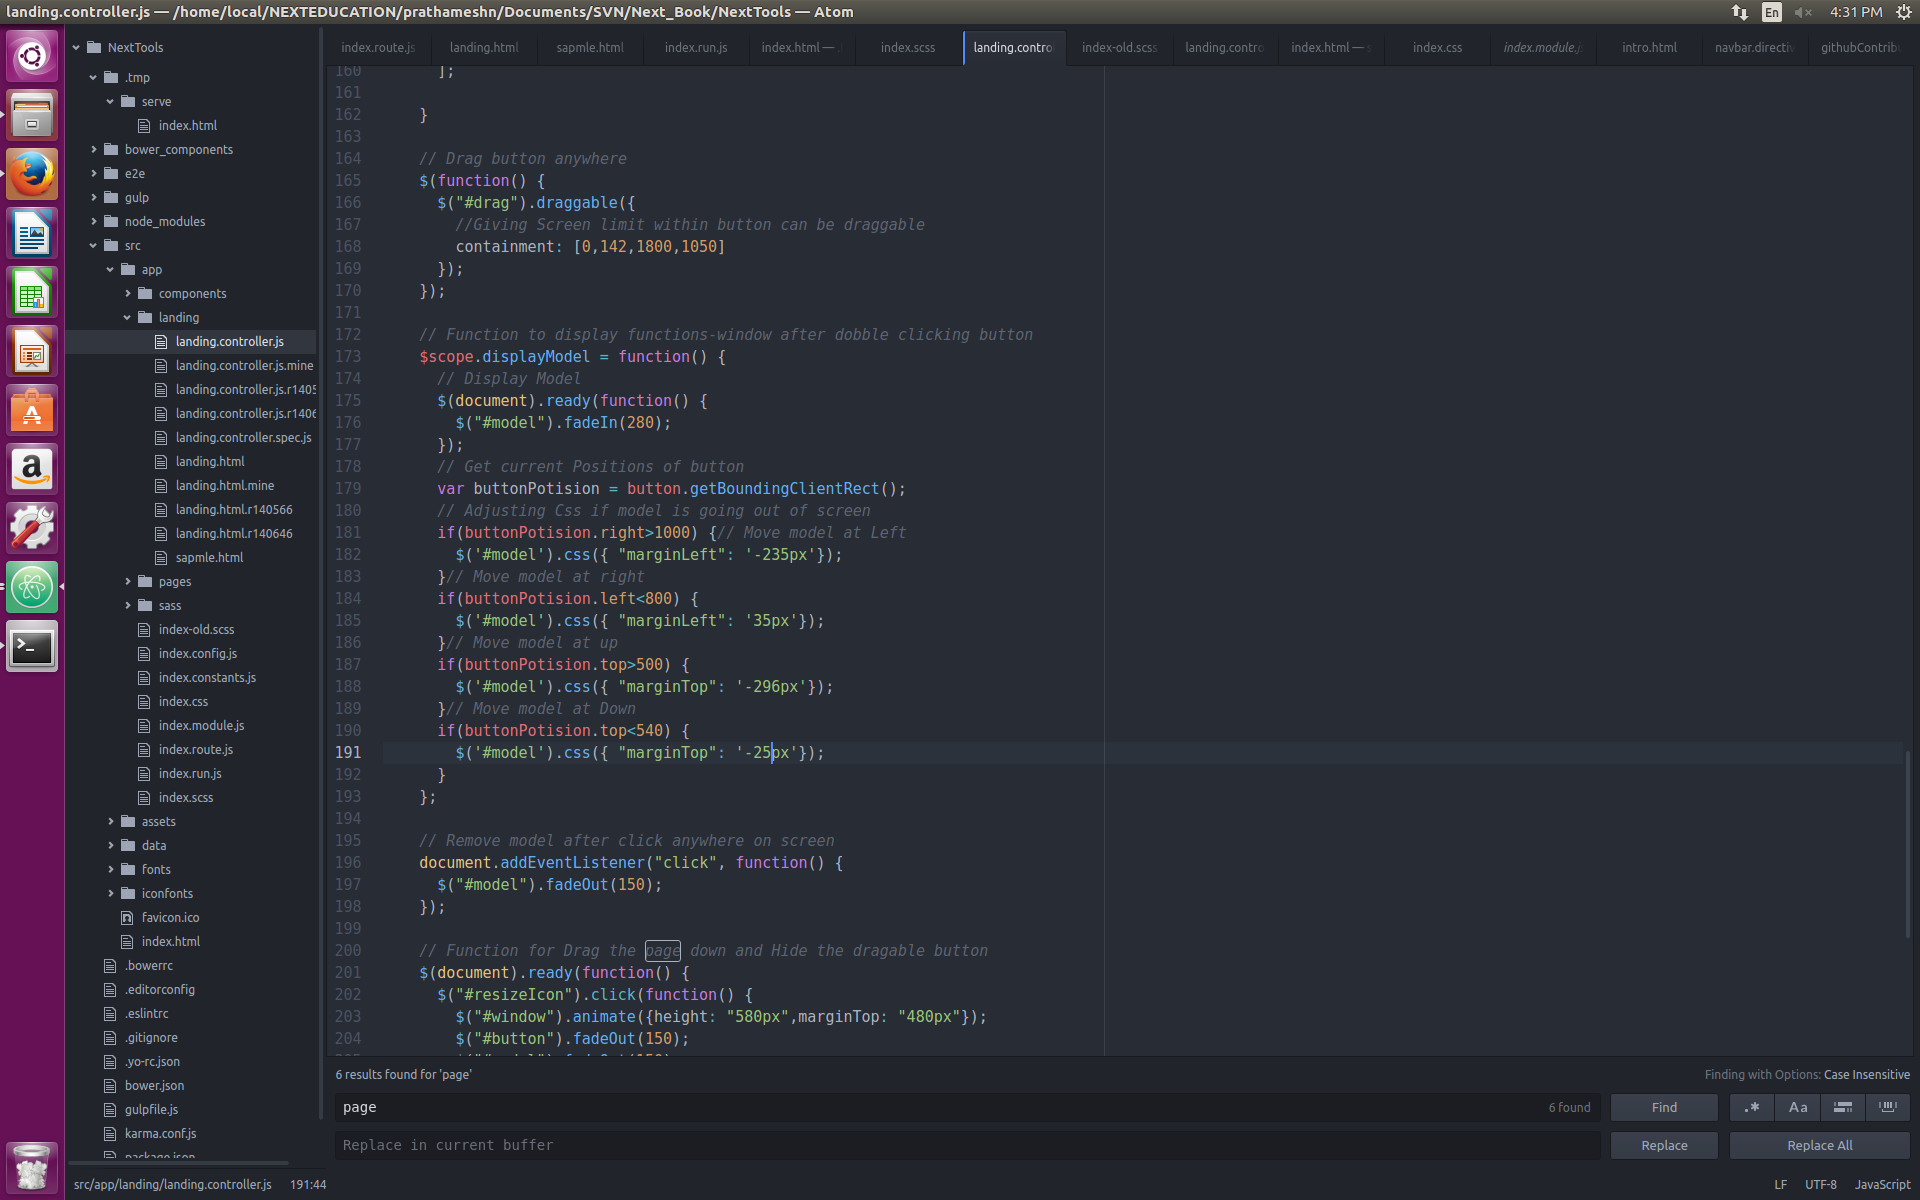 landing.controller.js — /home/local/NEXTEDUCATION/prathameshn/Documents/SVN/Next_Book/NextTools — Atom
En
4:31 PM
NextTools
.tmp
serve
index.html
bower_components
e2e
gulp
node_modules
src
app
components
landing
landing.controller.js
landing.controller.js.mine
landing.controller.js.r1405
landing.controller.js.r1406
landing.controller.spec.js
landing.html
landing.html.mine
landing.html.r140566
landing.html.r140646
sapmle.html
pages
sass
index-old.scss
index.config.js
index.constants.js
index.css
index.module.js
index.route.js
index.run.js
index.scss
assets
data
fonts
iconfonts
favicon.ico
index.html
.bowerrc
.editorconfig
.eslintrc
.gitignore
.yo-rc.json
bower.json
gulpfile.js
karma.conf.js
package.json
index.route.js
landing.html
sapmle.html
index.run.js
index.html —
index.scss
landing.contro
index-old.scss
landing.contro
index.html — s
index.css
index.module.j
intro.html
navbar.directiv
githubContrib
160 ];
161
162 }
163
164 // Drag button anywhere
165 $(function() {
166 $("#drag").draggable({
167 //Giving Screen limit within button can be draggable
168 containment: [0,142,1800,1050]
169 });
170 });
171
172 // Function to display functions-window after dobble clicking button
173 $scope.displayModel = function() {
174 // Display Model
175 $(document).ready(function() {
176 $("#model").fadeIn(280);
177 });
178 // Get current Positions of button
179 var buttonPotision = button.getBoundingClientRect();
180 // Adjusting Css if model is going out of screen
181 if(buttonPotision.right>1000) {// Move model at Left
182 $('#model').css({ "marginLeft": '-235px'});
183 }// Move model at right
184 if(buttonPotision.left<800) {
185 $('#model').css({ "marginLeft": '35px'});
186 }// Move model at up
187 if(buttonPotision.top>500) {
188 $('#model').css({ "marginTop": '-296px'});
189 }// Move model at Down
190 if(buttonPotision.top<540) {
191 $('#model').css({ "marginTop": '-25px'});
192 }
193 };
194
195 // Remove model after click anywhere on screen
196 document.addEventListener("click", function() {
197 $("#model").fadeOut(150);
198 });
199
200 // Function for Drag the page down and Hide the dragable button
201 $(document).ready(function() {
202 $("#resizeIcon").click(function() {
203 $("#window").animate({height: "580px",marginTop: "480px"});
204 $("#button").fadeOut(150);
6 results found for 'page'
Finding with Options: Case Insensitive
page
6 found
Find
.*
Aa
Replace in current buffer
Replace
Replace All
src/app/landing/landing.controller.js 191:44
LF UTF-8 JavaScript